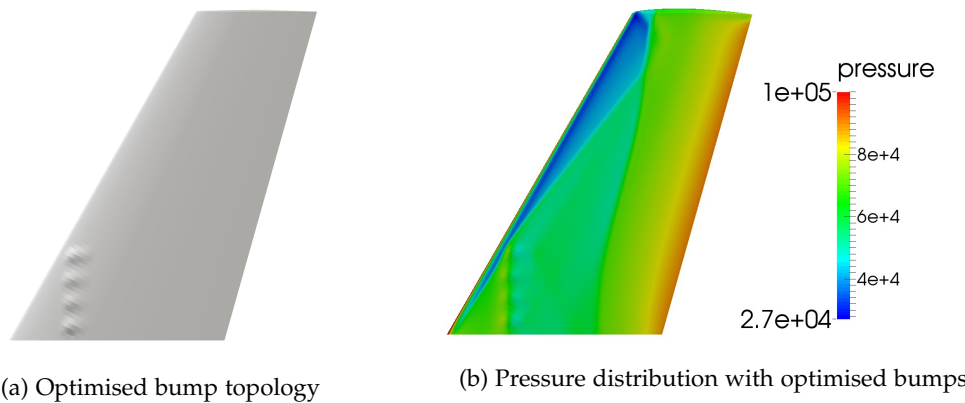 pressure
1e+05
8e+4
6e+4
4e+4
2.7e+04
(a) Optimised bump topology
(b) Pressure distribution with optimised bumps